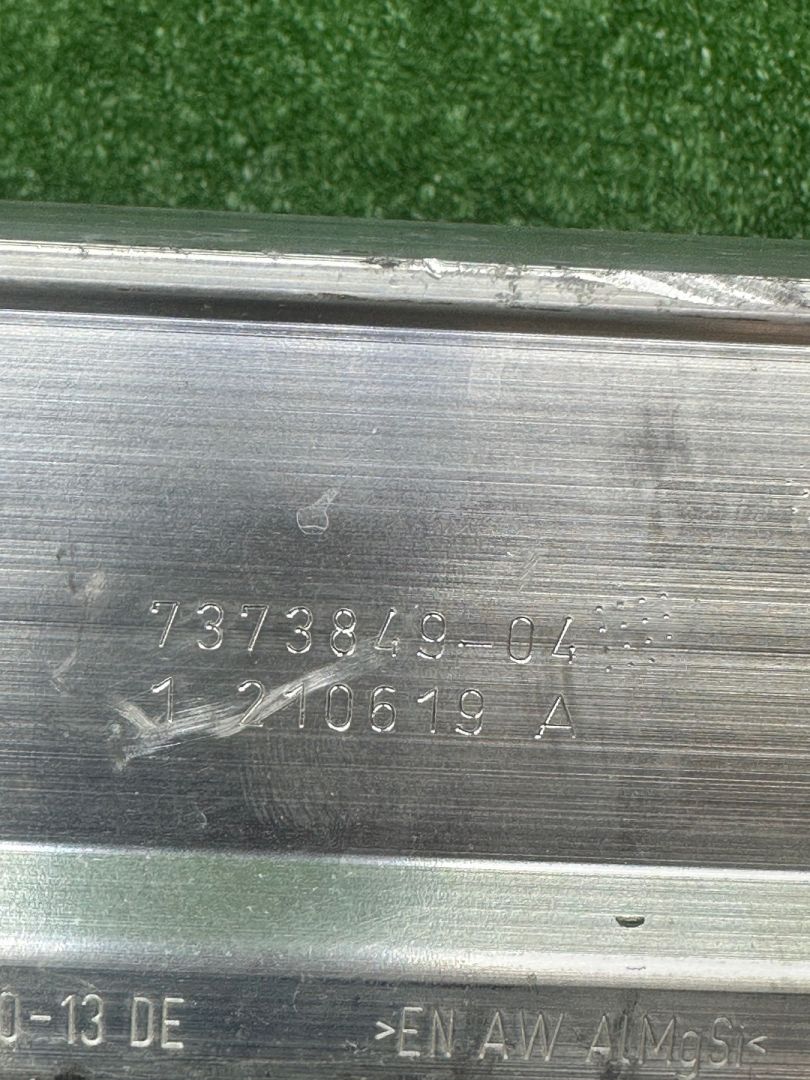 7373849-04
1 210619 A
0-13 DE >EN AW AlMgSi<